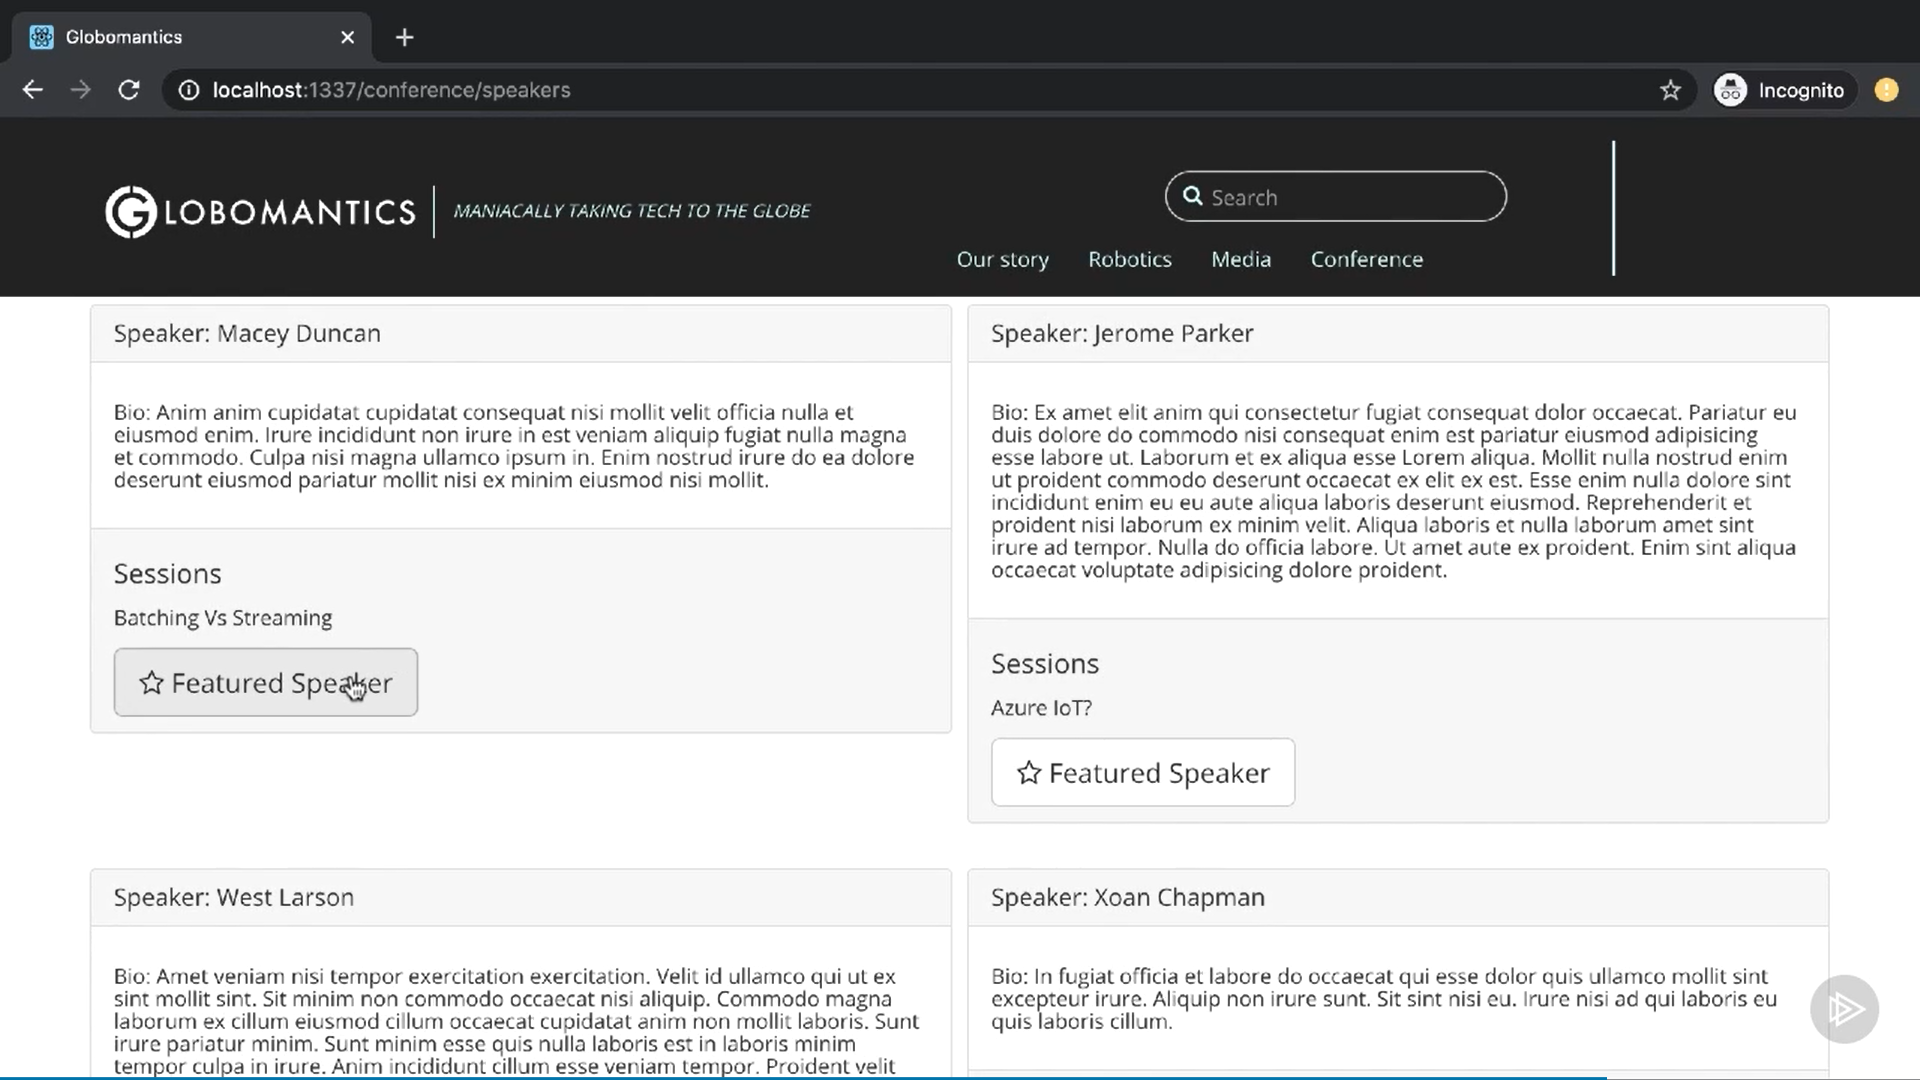 Globomantics
localhost:1337/conference/speakers
Incognito
GLOBOMANTICS
MANIACALLY TAKING TECH TO THE GLOBE
Search
Our story
Robotics
Media
Conference
Speaker: Macey Duncan
Bio: Anim anim cupidatat cupidatat consequat nisi mollit velit officia nulla et
eiusmod enim. Irure incididunt non irure in est veniam aliquip fugiat nulla magna
et commodo. Culpa nisi magna ullamco ipsum in. Enim nostrud irure do ea dolore
deserunt eiusmod pariatur mollit nisi ex minim eiusmod nisi mollit.
Sessions
Batching Vs Streaming
Featured Speaker
Speaker: Jerome Parker
Bio: Ex amet elit anim qui consectetur fugiat consequat dolor occaecat. Pariatur eu
duis dolore do commodo nisi consequat enim est pariatur eiusmod adipisicing
esse labore ut. Laborum et ex aliqua esse Lorem aliqua. Mollit nulla nostrud enim
ut proident commodo deserunt occaecat ex elit ex est. Esse enim nulla dolore sint
incididunt enim eu eu aute aliqua laboris deserunt eiusmod. Reprehenderit et
proident nisi laborum ex minim velit. Aliqua laboris et nulla laborum amet sint
irure ad tempor. Nulla do officia labore. Ut amet aute ex proident. Enim sint aliqua
occaecat voluptate adipisicing dolore proident.
Sessions
Azure IoT?
Featured Speaker
Speaker: West Larson
Bio: Amet veniam nisi tempor exercitation exercitation. Velit id ullamco qui ut ex
sint mollit sint. Sit minim non commodo occaecat nisi aliquip. Commodo magna
laborum ex cillum eiusmod cillum occaecat cupidatat anim non mollit laboris. Sunt
irure pariatur minim. Sunt minim esse quis nulla laboris est in laboris minim
tempor culpa in irure. Anim incididunt cillum esse veniam tempor. Proident velit
Speaker: Xoan Chapman
Bio: In fugiat officia et labore do occaecat qui esse dolor quis ullamco mollit sint
excepteur irure. Aliquip non irure sunt. Sit sint nisi eu. Irure nisi ad qui laboris eu
quis laboris cillum.